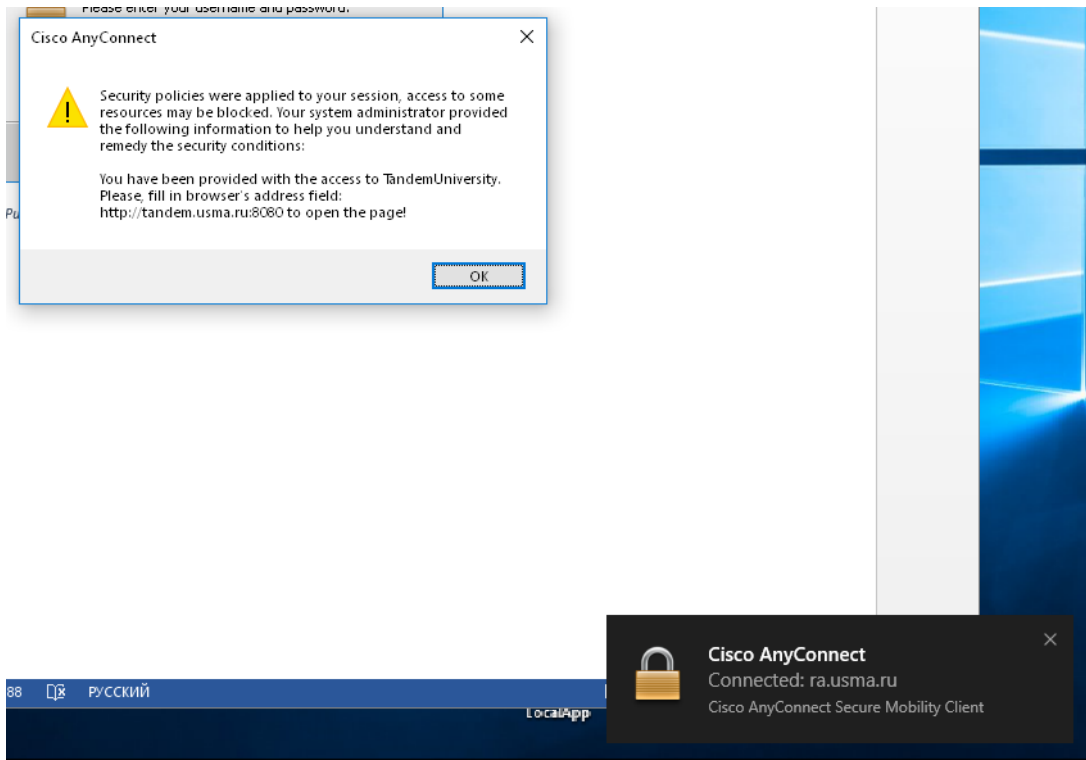 Please enter your username and password.
Cisco AnyConnect
Security policies were applied to your session, access to some
resources may be blocked. Your system administrator provided
the following information to help you understand and
remedy the security conditions:
You have been provided with the access to TandemUniversity.
Please, fill in browser's address field:
http://tandem.usma.ru:8080 to open the page!
Pu
OK
Cisco AnyConnect
Connected: ra.usma.ru
Cisco AnyConnect Secure Mobility Client
88 РУССКИЙ
LocalApp